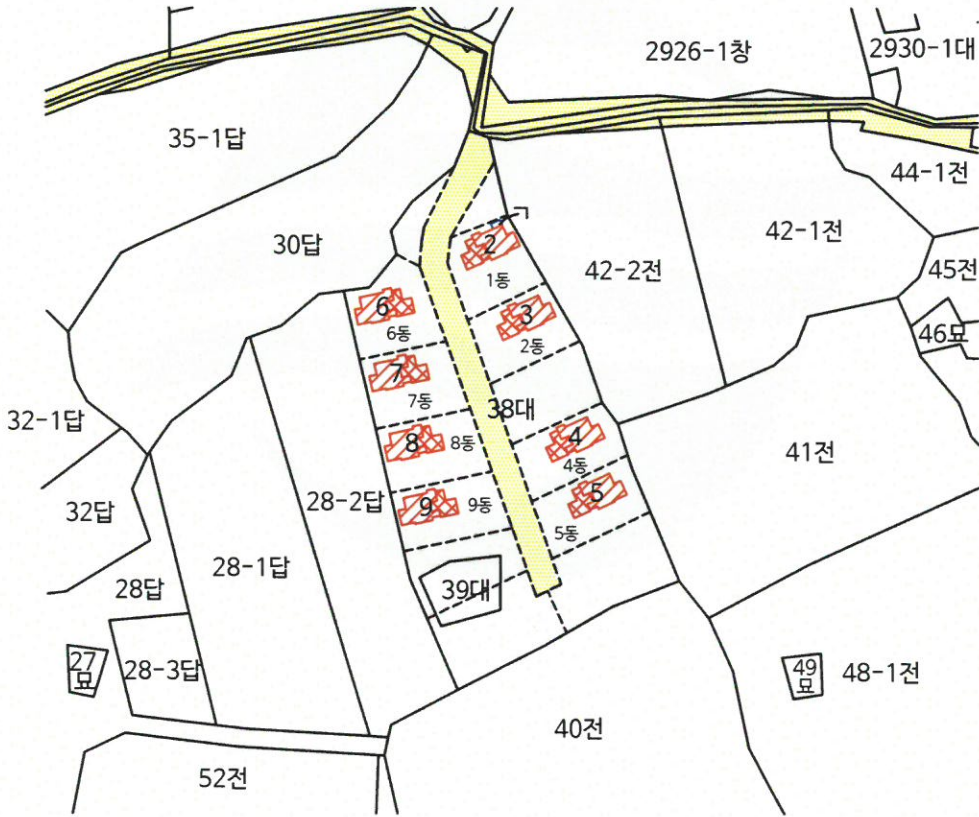 2926-1창
2930-1대
35-1답
44-1전
30답
42-2전
42-1전
45전
2
1동
6
6동
3
2동
46묘
7
7동
32-1답
38대
8
8동
4
4동
41전
32답
28-2답
9
9동
5
5동
28답
28-1답
39대
27
묘
28-3답
49
묘
48-1전
40전
52전
ㄱ